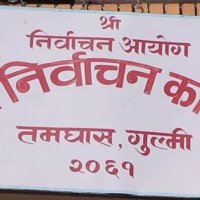 श्री
निर्वाचन आयोग
निर्वाचन का
तमघास, गुल्मी
२०६१